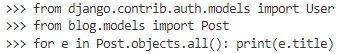 >>> from django.contrib.auth.models import User
>>> from blog.models import Post
>>> for e in Post.objects.all(): print(e.title)